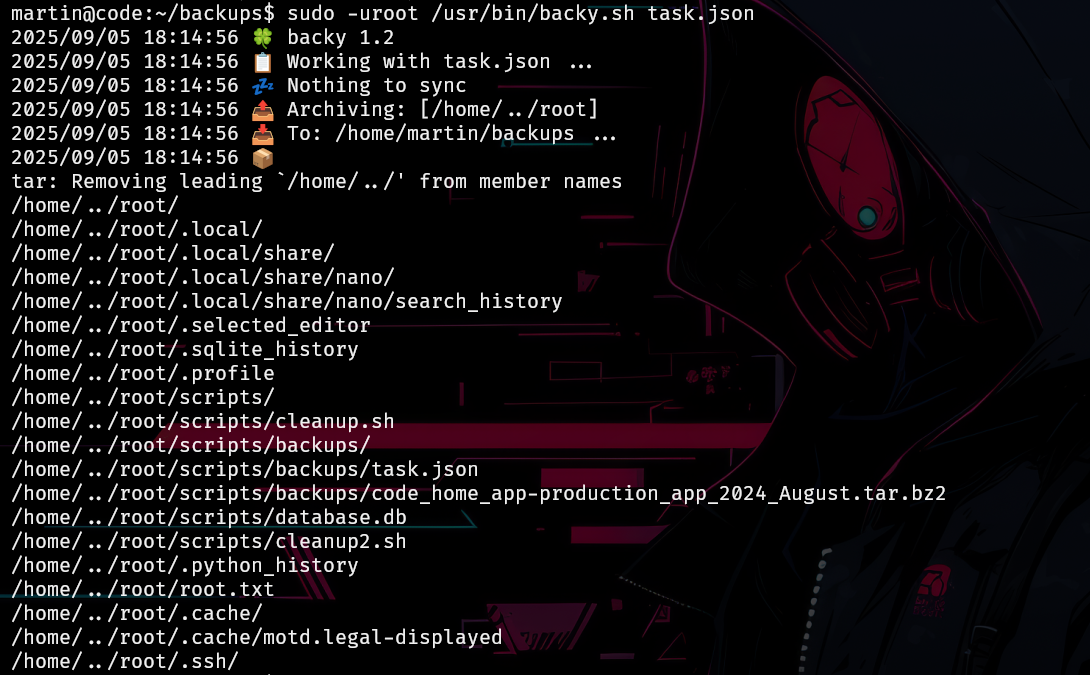 martin@code:~/backups$ sudo -uroot /usr/bin/backy.sh task.json
2025/09/05 18:14:56 🍀 backy 1.2
2025/09/05 18:14:56 📋 Working with task.json ...
2025/09/05 18:14:56 💤 Nothing to sync
2025/09/05 18:14:56 📤 Archiving: [/home/../root]
2025/09/05 18:14:56 📥 To: /home/martin/backups ...
2025/09/05 18:14:56 📦
tar: Removing leading `/home/../' from member names
/home/../root/
/home/../root/.local/
/home/../root/.local/share/
/home/../root/.local/share/nano/
/home/../root/.local/share/nano/search_history
/home/../root/.selected_editor
/home/../root/.sqlite_history
/home/../root/.profile
/home/../root/scripts/
/home/../root/scripts/cleanup.sh
/home/../root/scripts/backups/
/home/../root/scripts/backups/task.json
/home/../root/scripts/backups/code_home_app-production_app_2024_August.tar.bz2
/home/../root/scripts/database.db
/home/../root/scripts/cleanup2.sh
/home/../root/.python_history
/home/../root/root.txt
/home/../root/.cache/
/home/../root/.cache/motd.legal-displayed
/home/../root/.ssh/